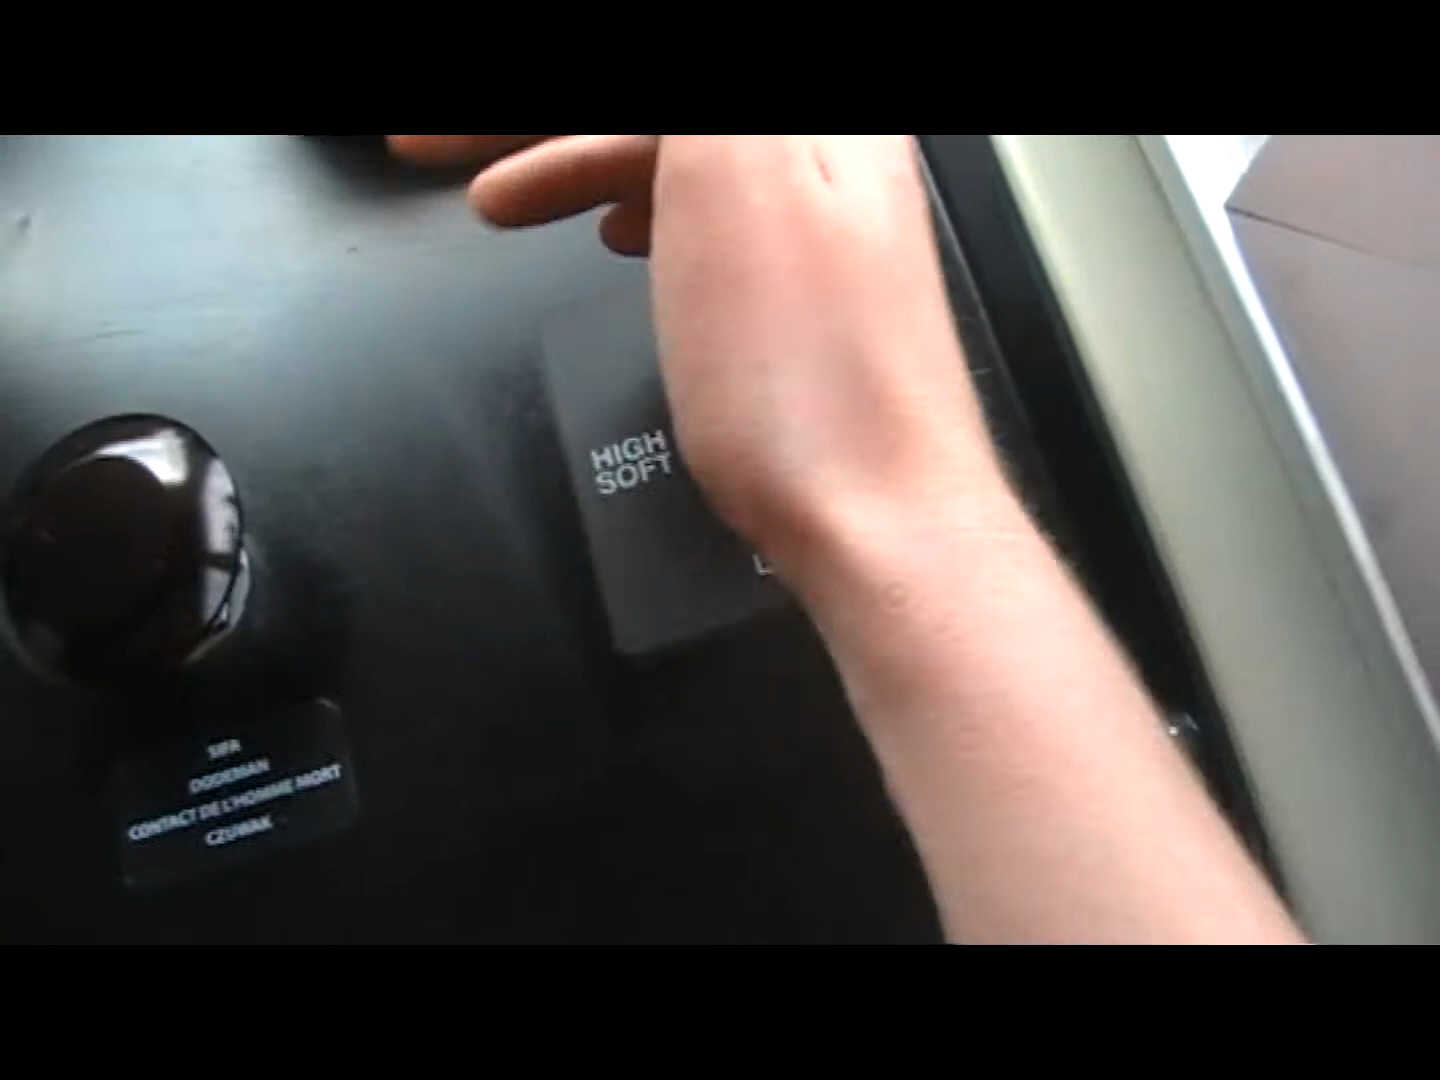 HIGH
SOFT
SIFA
DODEMAN
CONTACT DE L'HOMME MORT
CZUWAK